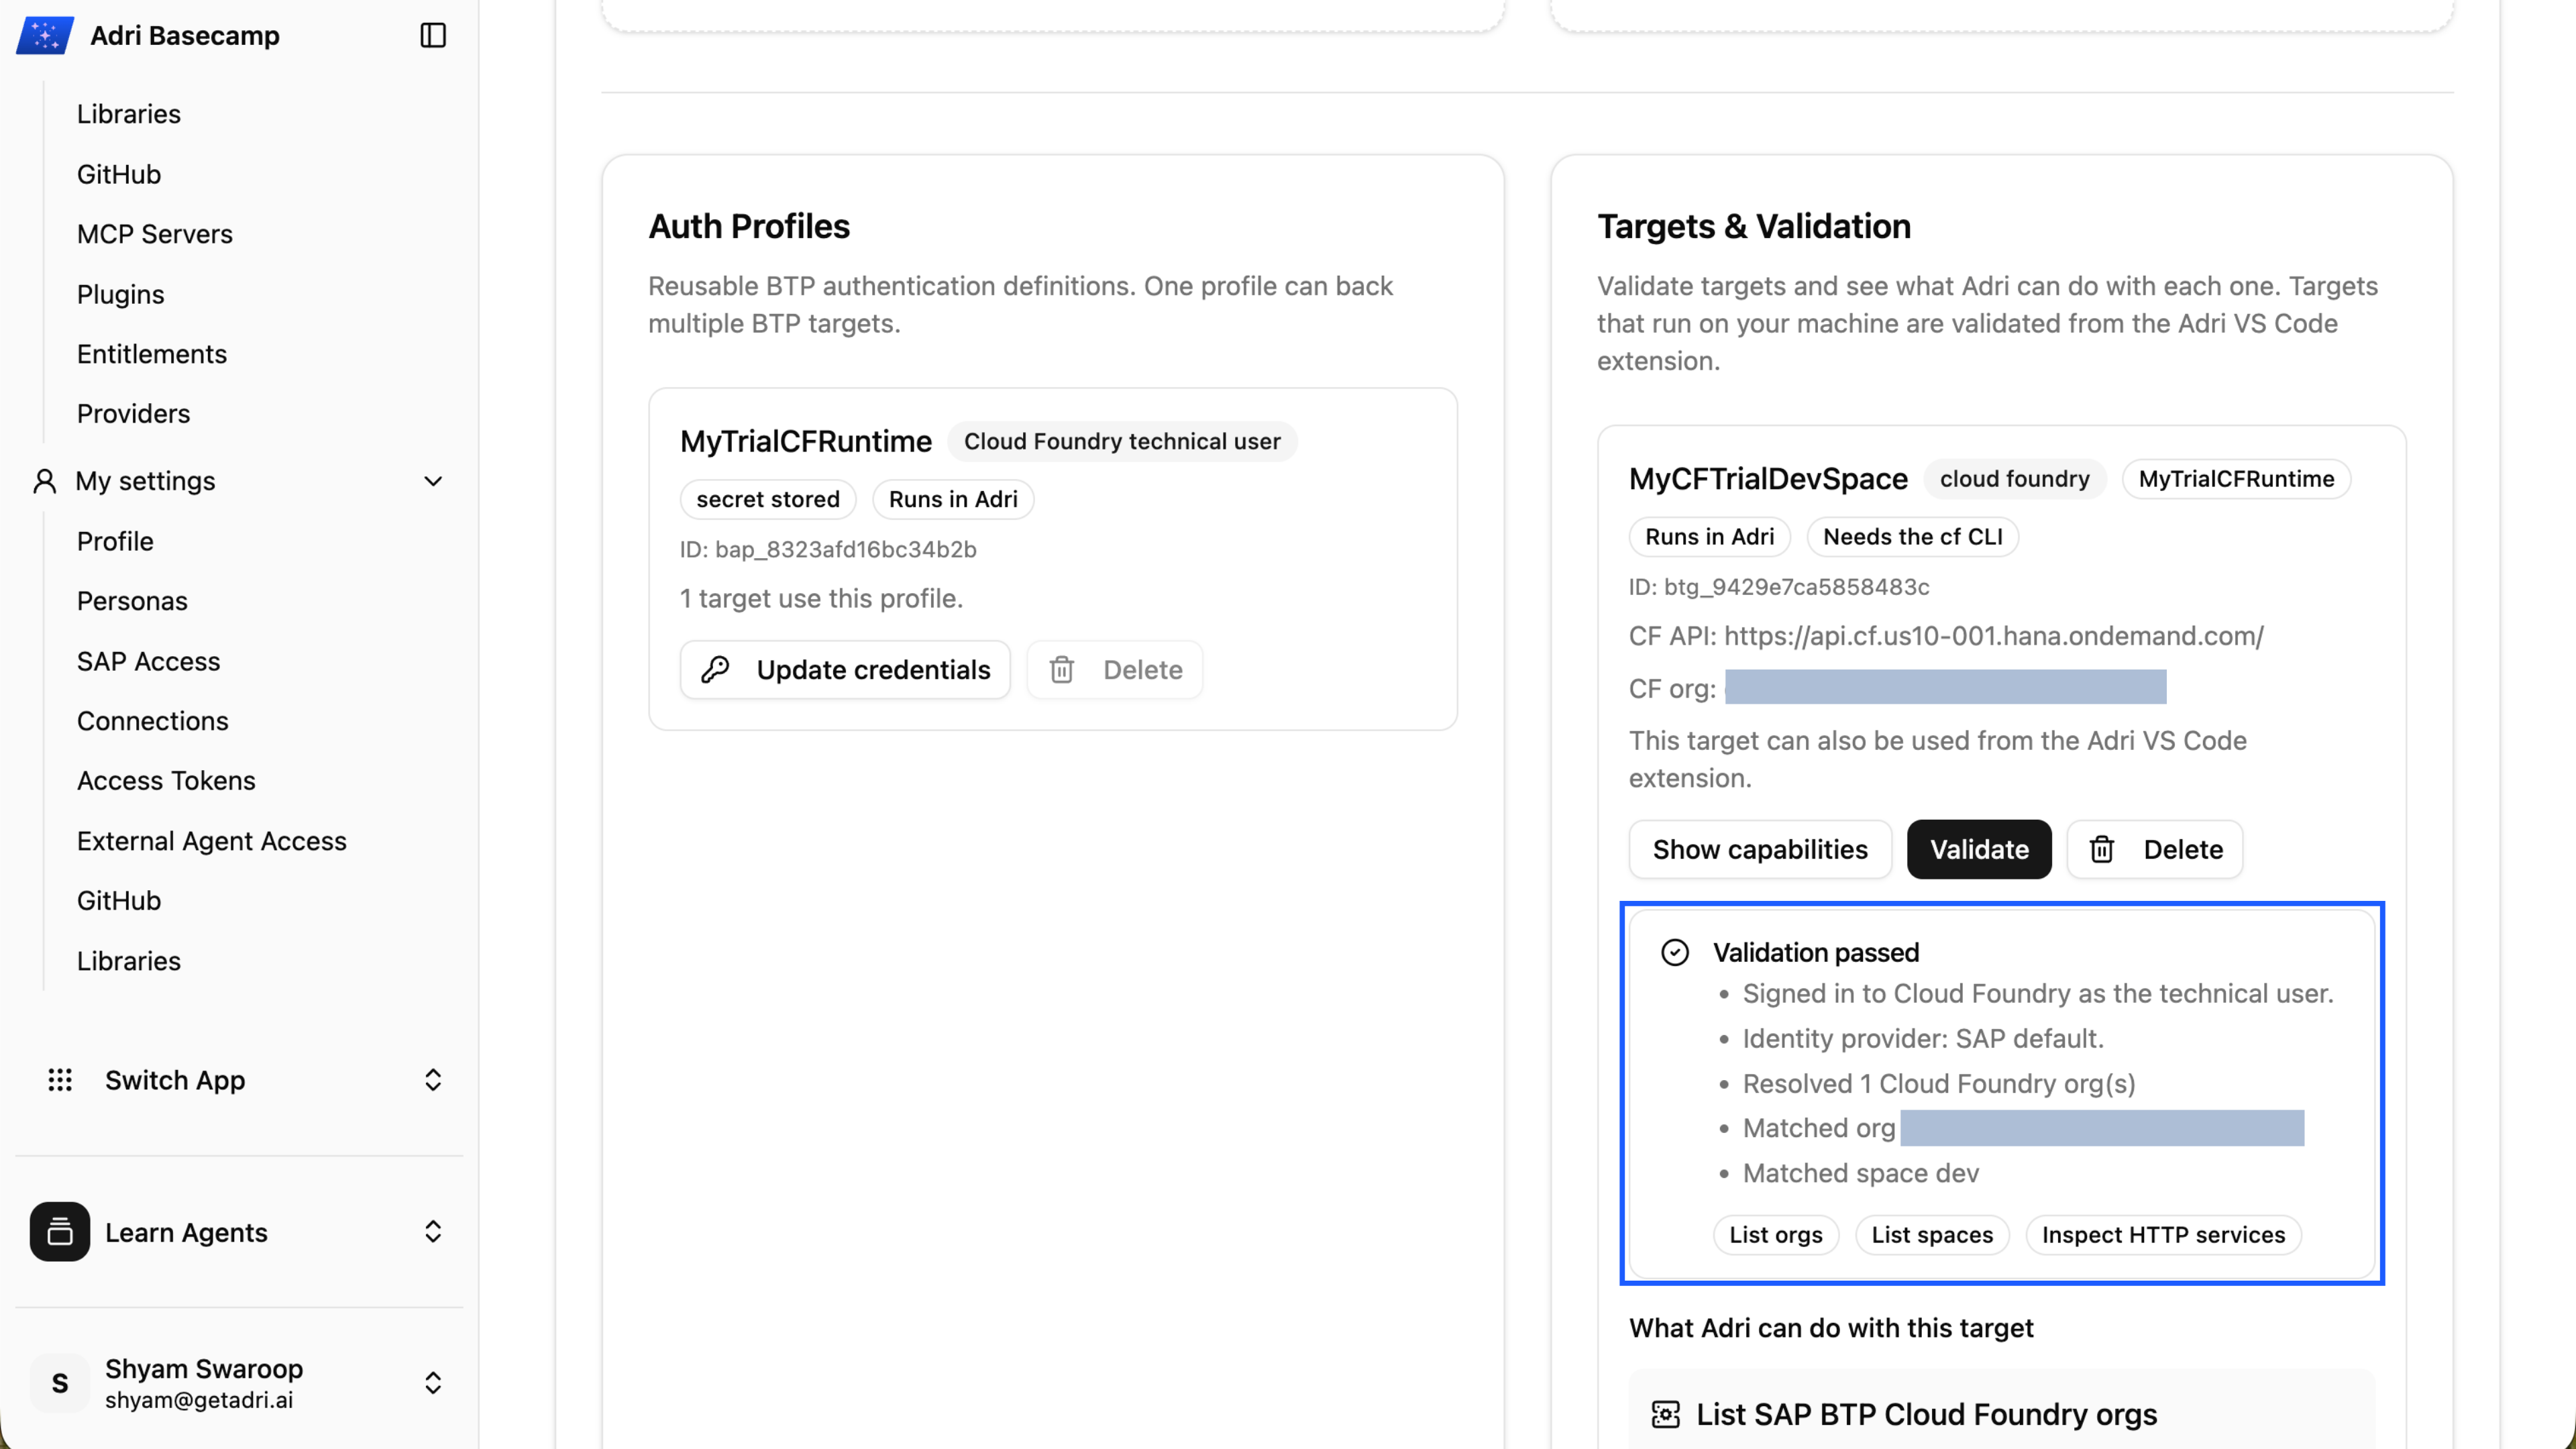 Adri Basecamp
Libraries
GitHub
MCP Servers
Plugins
Entitlements
Providers
My settings
Profile
Personas
SAP Access
Connections
Access Tokens
External Agent Access
GitHub
Libraries
Switch App
Learn Agents
S
Shyam Swaroop
shyam@getadri.ai
Auth Profiles
Reusable BTP authentication definitions. One profile can back
multiple BTP targets.
MyTrialCFRuntime Cloud Foundry technical user
secret stored Runs in Adri
ID: bap_8323afd16bc34b2b
1 target use this profile.
Update credentials Delete
Targets & Validation
Validate targets and see what Adri can do with each one. Targets
that run on your machine are validated from the Adri VS Code
extension.
MyCFTrialDevSpace cloud foundry MyTrialCFRuntime
Runs in Adri Needs the cf CLI
ID: btg_9429e7ca5858483c
CF API: https://api.cf.us10-001.hana.ondemand.com/
CF org:
This target can also be used from the Adri VS Code
extension.
Show capabilities Validate Delete
Validation passed
• Signed in to Cloud Foundry as the technical user.
• Identity provider: SAP default.
• Resolved 1 Cloud Foundry org(s)
• Matched org
• Matched space dev
List orgs List spaces Inspect HTTP services
What Adri can do with this target
List SAP BTP Cloud Foundry orgs